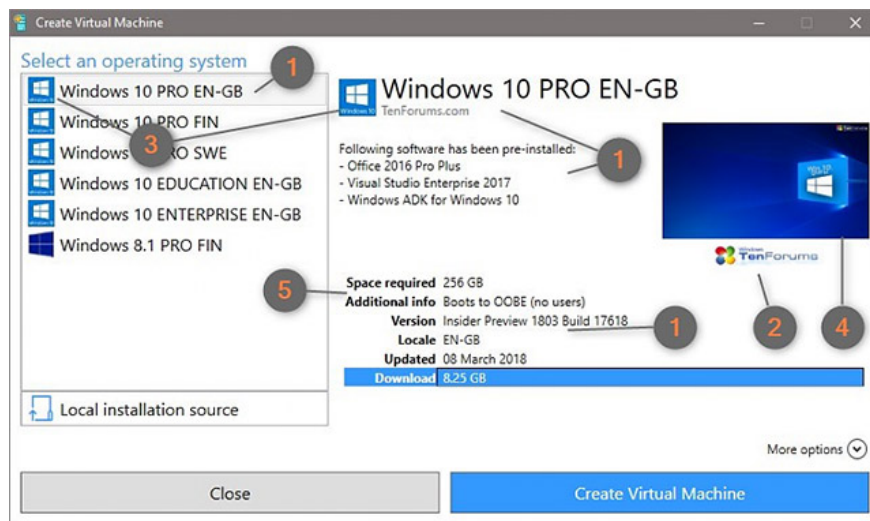 Create Virtual Machine
Select an operating system
1
Windows 10 PRO EN-GB
Windows 10 PRO FIN
3
Windows RO SWE
Windows 10 EDUCATION EN-GB
Windows 10 ENTERPRISE EN-GB
Windows 8.1 PRO FIN
Local installation source
Windows 10 PRO EN-GB
TenForums.com
Following software has been pre-installed:
- Office 2016 Pro Plus
- Visual Studio Enterprise 2017
- Windows ADK for Windows 10
1
TenForums
5
Space required 256 GB
Additional info Boots to OOBE (no users)
Version Insider Preview 1803 Build 17618
Locale EN-GB
Updated 08 March 2018
Download 8.25 GB
1
2
4
More options
Close
Create Virtual Machine